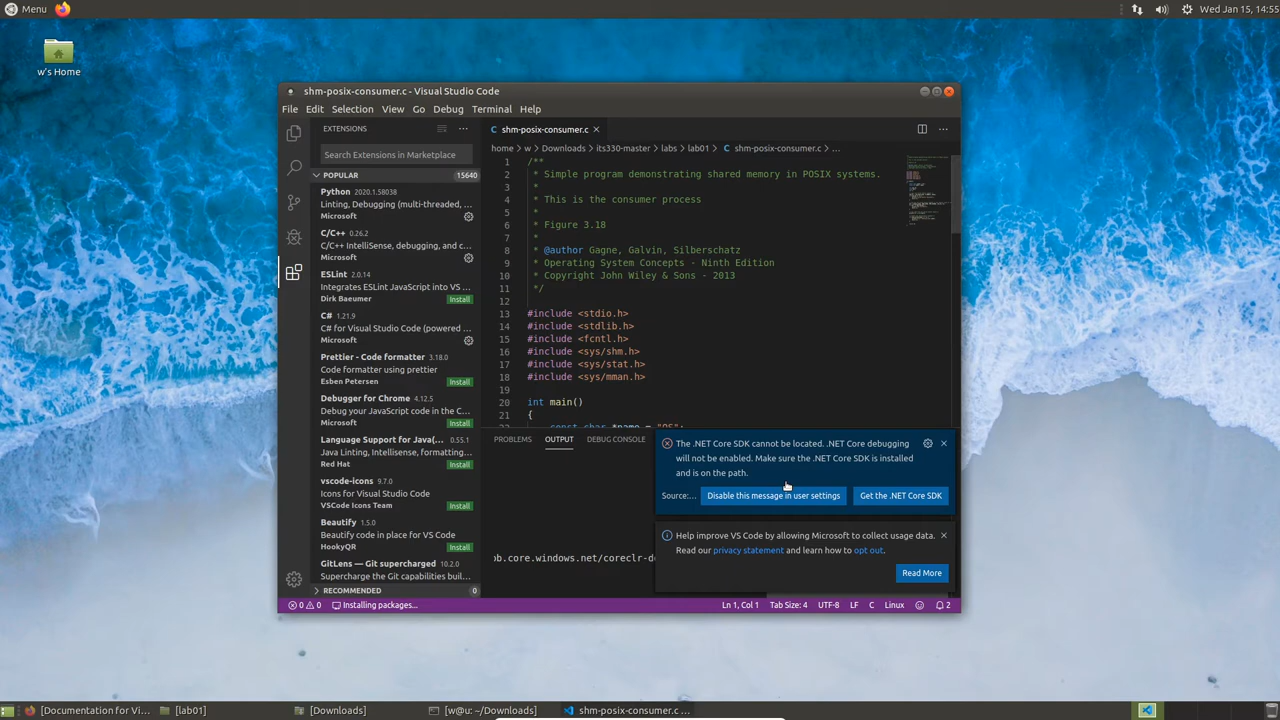 Menu
Wed Jan 15, 14:55
w's Home
shm-posix-consumer.c - Visual Studio Code
File Edit Selection View Go Debug Terminal Help
EXTENSIONS
Search Extensions in Marketplace
POPULAR 15640
Python 2020.1.58038
Linting, Debugging (multi-threaded, ...
Microsoft
C/C++ 0.26.2
C/C++ IntelliSense, debugging, and c...
Microsoft
ESLint 2.0.14
Integrates ESLint JavaScript into VS ...
Dirk Baeumer Install
C# 1.21.9
C# for Visual Studio Code (powered ...
Microsoft
Prettier - Code formatter 3.18.0
Code formatter using prettier
Esben Petersen Install
Debugger for Chrome 4.12.5
Debug your JavaScript code in the C...
Microsoft Install
Language Support for Java(... 0.55.1
Java Linting, Intellisense, formatting...
Red Hat Install
vscode-icons 9.7.0
Icons for Visual Studio Code
VSCode Icons Team Install
Beautify 1.5.0
Beautify code in place for VS Code
HookyQR Install
GitLens — Git supercharged 10.2.0
Supercharge the Git capabilities buil...
RECOMMENDED 0
C shm-posix-consumer.c
home > w > Downloads > its330-master > labs > lab01 > C shm-posix-consumer.c > ...
1 /**
2 * Simple program demonstrating shared memory in POSIX systems.
3 *
4 * This is the consumer process
5 *
6 * Figure 3.18
7 *
8 * @author Gagne, Galvin, Silberschatz
9 * Operating System Concepts - Ninth Edition
10 * Copyright John Wiley & Sons - 2013
11 */
12
13 #include <stdio.h>
14 #include <stdlib.h>
15 #include <fcntl.h>
16 #include <sys/shm.h>
17 #include <sys/stat.h>
18 #include <sys/mman.h>
19
20 int main()
21 {
const char *name = "OS";
PROBLEMS OUTPUT DEBUG CONSOLE
ob.core.windows.net/coreclr-de
The .NET Core SDK cannot be located. .NET Core debugging
will not be enabled. Make sure the .NET Core SDK is installed
and is on the path.
Source:... Disable this message in user settings Get the .NET Core SDK
Help improve VS Code by allowing Microsoft to collect usage data.
Read our privacy statement and learn how to opt out.
Read More
0 0 Installing packages... Ln 1, Col 1 Tab Size: 4 UTF-8 LF C Linux 2
[Documentation for Vi... [lab01] [Downloads] [w@u: ~/Downloads] shm-posix-consumer.c ...